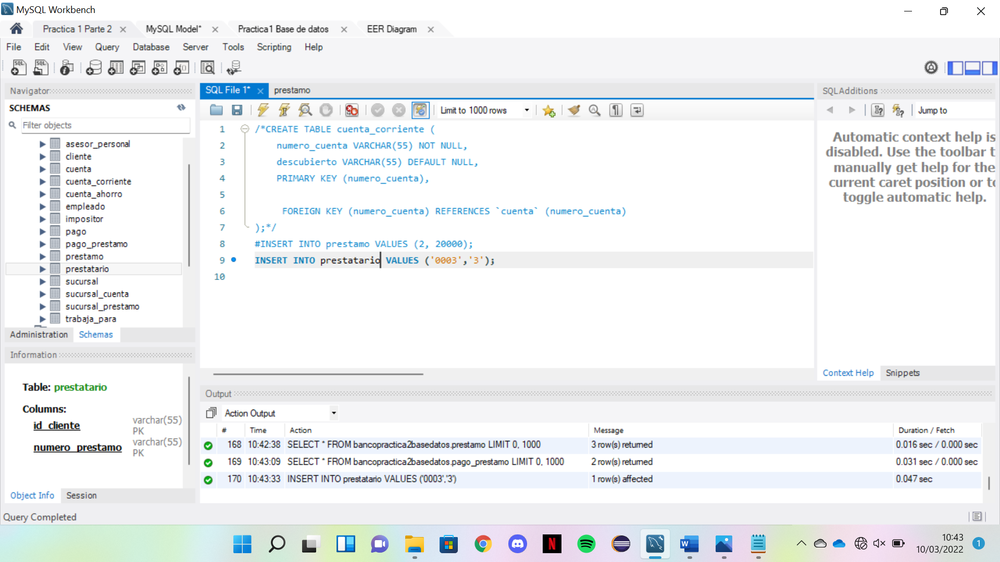 MySQL Workbench
Practica 1 Parte 2
MySQL Model*
Practica1 Base de datos
EER Diagram
File Edit View Query Database Server Tools Scripting Help
Navigator
SCHEMAS
Filter objects
asesor_personal
cliente
cuenta
cuenta_corriente
cuenta_ahorro
empleado
impositor
pago
pago_prestamo
prestamo
prestatario
sucursal
sucursal_cuenta
sucursal_prestamo
trabaja_para
Administration Schemas
Information
Table: prestatario
Columns:
id_cliente varchar(55) PK
numero_prestamo varchar(55) PK
Object Info Session
Query Completed
SQL File 1* prestamo
Limit to 1000 rows
1 /*CREATE TABLE cuenta_corriente (
2 numero_cuenta VARCHAR(55) NOT NULL,
3 descubierto VARCHAR(55) DEFAULT NULL,
4 PRIMARY KEY (numero_cuenta),
5
6 FOREIGN KEY (numero_cuenta) REFERENCES `cuenta` (numero_cuenta)
7 );*/
8 #INSERT INTO prestamo VALUES (2, 20000);
9 INSERT INTO prestatario VALUES ('0003','3');
10
SQLAdditions
Jump to
Automatic context help is
disabled. Use the toolbar t
manually get help for the
current caret position or to
toggle automatic help.
Context Help Snippets
Output
Action Output
# Time Action Message Duration / Fetch
168 10:42:38 SELECT * FROM bancopractica2basedatos.prestamo LIMIT 0, 1000 3 row(s) returned 0.016 sec / 0.000 sec
169 10:43:09 SELECT * FROM bancopractica2basedatos.pago_prestamo LIMIT 0, 1000 2 row(s) returned 0.031 sec / 0.000 sec
170 10:43:33 INSERT INTO prestatario VALUES ('0003','3') 1 row(s) affected 0.047 sec
10:43
10/03/2022
1